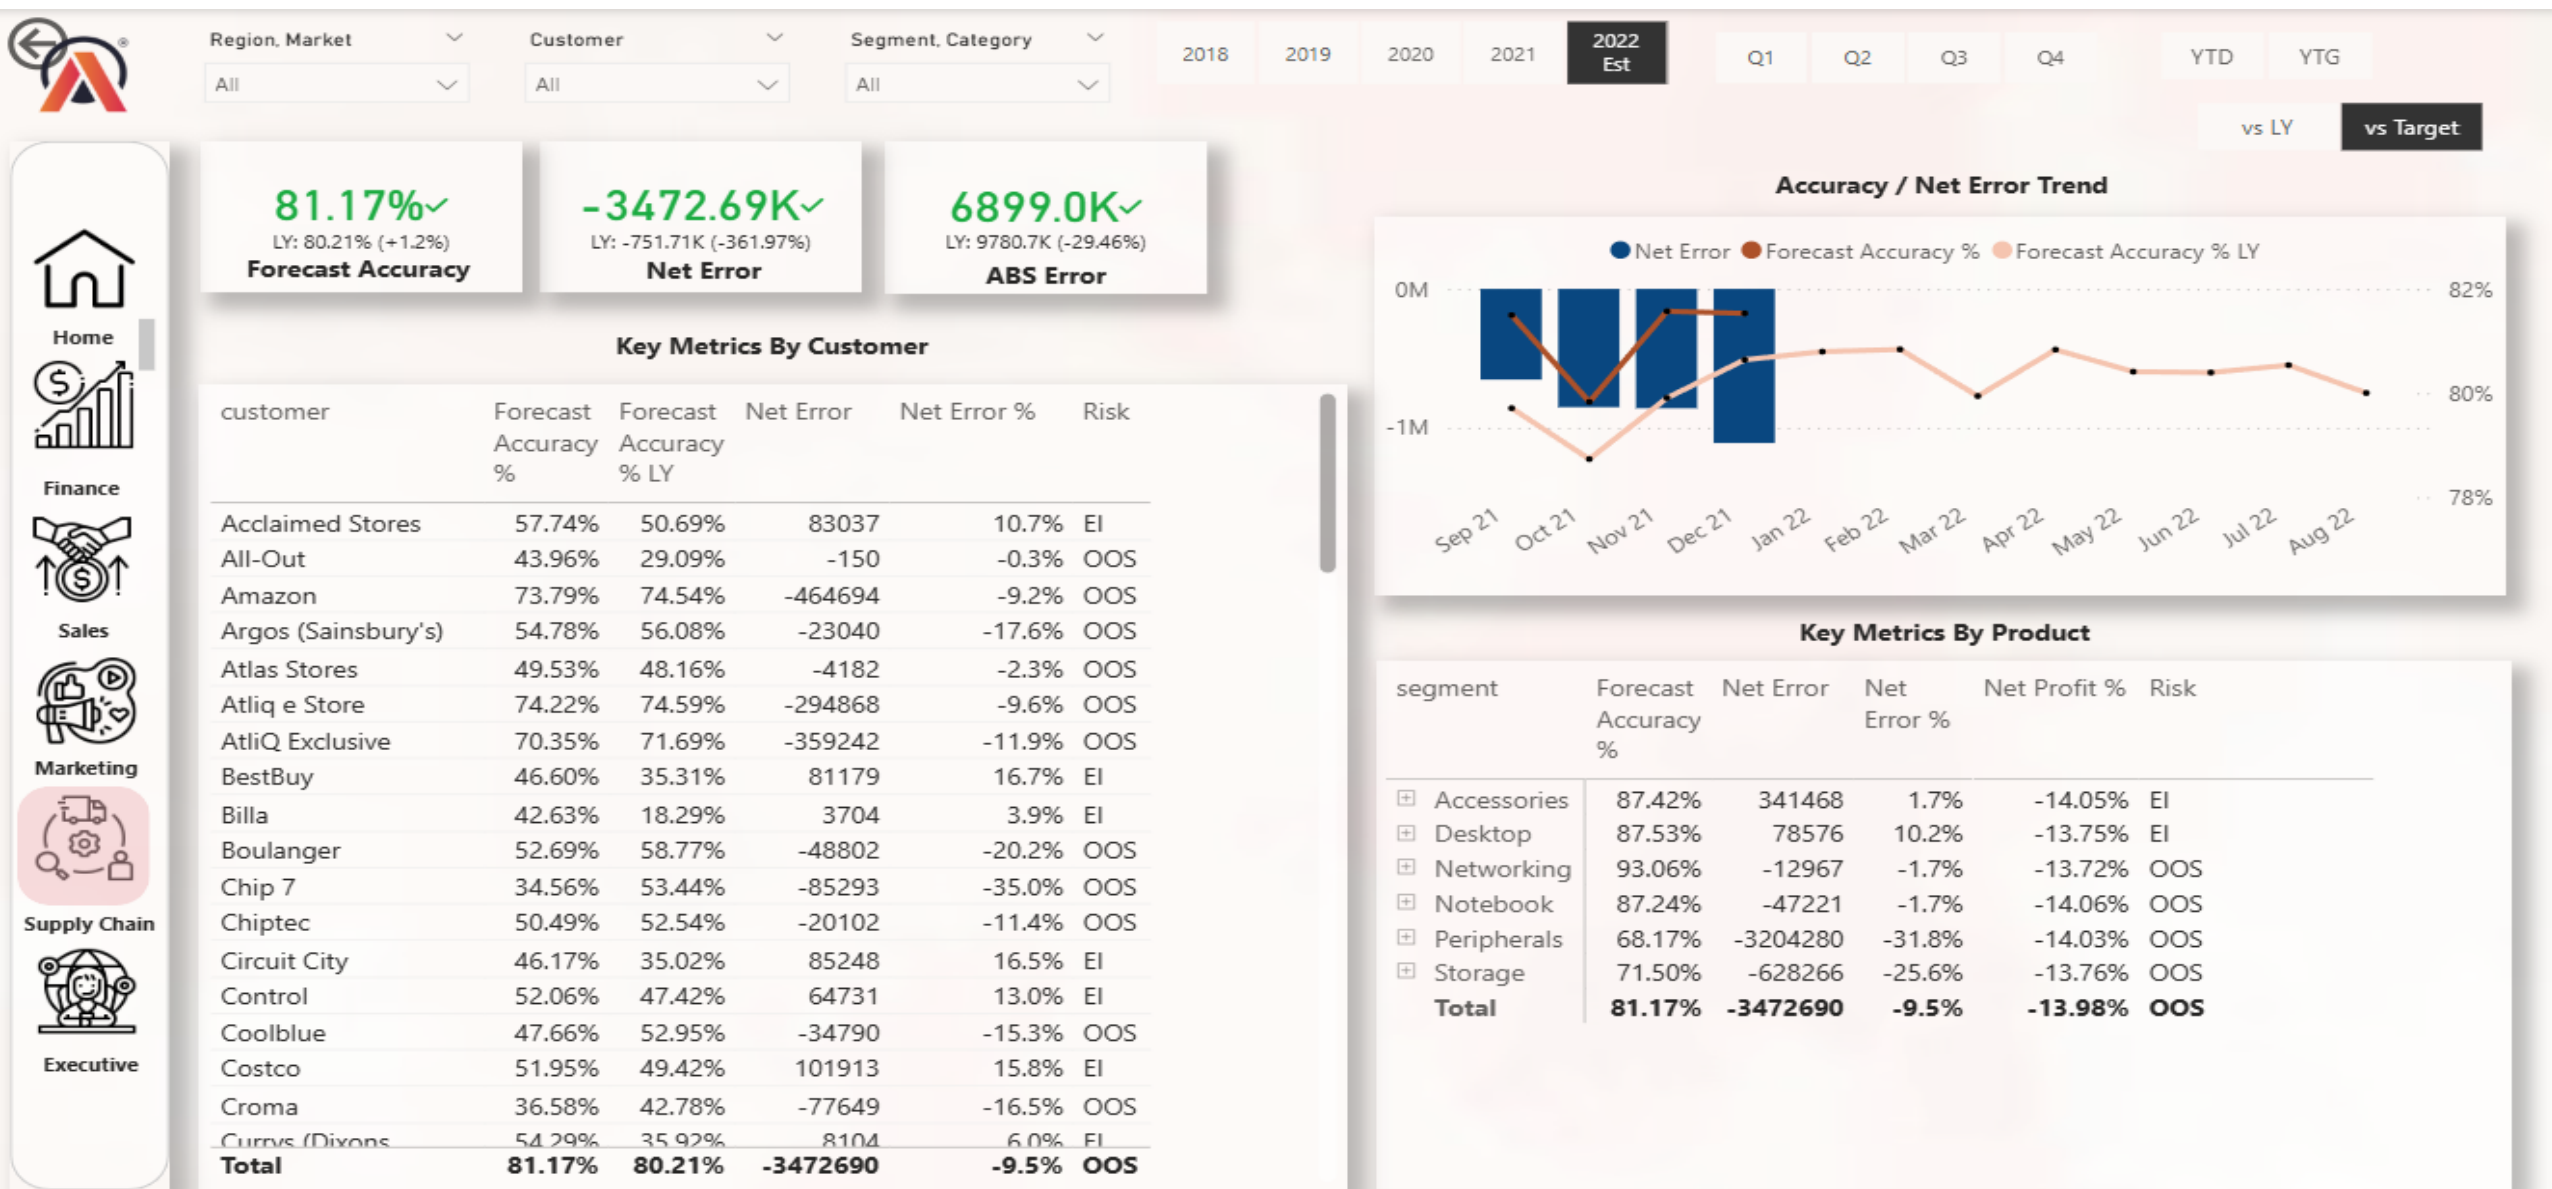 Region, Market
Customer
Segment, Category
All
All
All
2018
2019
2020
2021
2022
Est
Q1
Q2
Q3
Q4
YTD
YTG
vs LY
vs Target
81.17%✓
LY: 80.21% (+1.2%)
Forecast Accuracy
-3472.69K✓
LY: -751.71K (-361.97%)
Net Error
6899.0K✓
LY: 9780.7K (-29.46%)
ABS Error
Home
Finance
Sales
Marketing
Supply Chain
Executive
Key Metrics By Customer
customer Forecast Accuracy % Forecast Accuracy % LY Net Error Net Error % Risk
Acclaimed Stores 57.74% 50.69% 83037 10.7% EI
All-Out 43.96% 29.09% -150 -0.3% OOS
Amazon 73.79% 74.54% -464694 -9.2% OOS
Argos (Sainsbury's) 54.78% 56.08% -23040 -17.6% OOS
Atlas Stores 49.53% 48.16% -4182 -2.3% OOS
Atliq e Store 74.22% 74.59% -294868 -9.6% OOS
AtliQ Exclusive 70.35% 71.69% -359242 -11.9% OOS
BestBuy 46.60% 35.31% 81179 16.7% EI
Billa 42.63% 18.29% 3704 3.9% EI
Boulanger 52.69% 58.77% -48802 -20.2% OOS
Chip 7 34.56% 53.44% -85293 -35.0% OOS
Chiptec 50.49% 52.54% -20102 -11.4% OOS
Circuit City 46.17% 35.02% 85248 16.5% EI
Control 52.06% 47.42% 64731 13.0% EI
Coolblue 47.66% 52.95% -34790 -15.3% OOS
Costco 51.95% 49.42% 101913 15.8% EI
Croma 36.58% 42.78% -77649 -16.5% OOS
Currys (Dixons 54.29% 35.92% 8104 6.0% EI
Total 81.17% 80.21% -3472690 -9.5% OOS
Accuracy / Net Error Trend
Net Error Forecast Accuracy % Forecast Accuracy % LY
0M
-1M
82%
80%
78%
Sep 21 Oct 21 Nov 21 Dec 21 Jan 22 Feb 22 Mar 22 Apr 22 May 22 Jun 22 Jul 22 Aug 22
Key Metrics By Product
segment Forecast Accuracy % Net Error Net Error % Net Profit % Risk
Accessories 87.42% 341468 1.7% -14.05% EI
Desktop 87.53% 78576 10.2% -13.75% EI
Networking 93.06% -12967 -1.7% -13.72% OOS
Notebook 87.24% -47221 -1.7% -14.06% OOS
Peripherals 68.17% -3204280 -31.8% -14.03% OOS
Storage 71.50% -628266 -25.6% -13.76% OOS
Total 81.17% -3472690 -9.5% -13.98% OOS